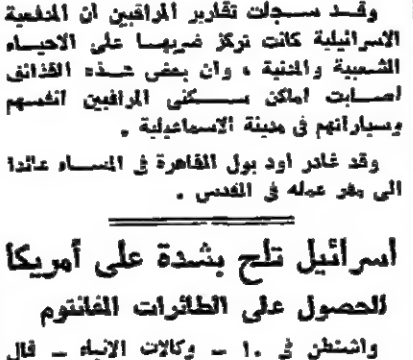 وقد سجلت تقارير المراقبين ان المدفعية
الاسرائيلية كانت تركز ضربها على الاحياء
الشعبية والمدنية ، وان بعض هذه القذائف
اصابت اماكن سكنى المراقبين انفسهم
وسياراتهم في مدينة الاسماعيلية .
وقد غادر اود بول القاهرة في المساء عائدا
الى مقر عمله في القدس .
اسرائيل تلح بشدة على أمريكا
للحصول على الطائرات الفانتوم
واشنطن في ١٠ – وكالات الانباء – قال